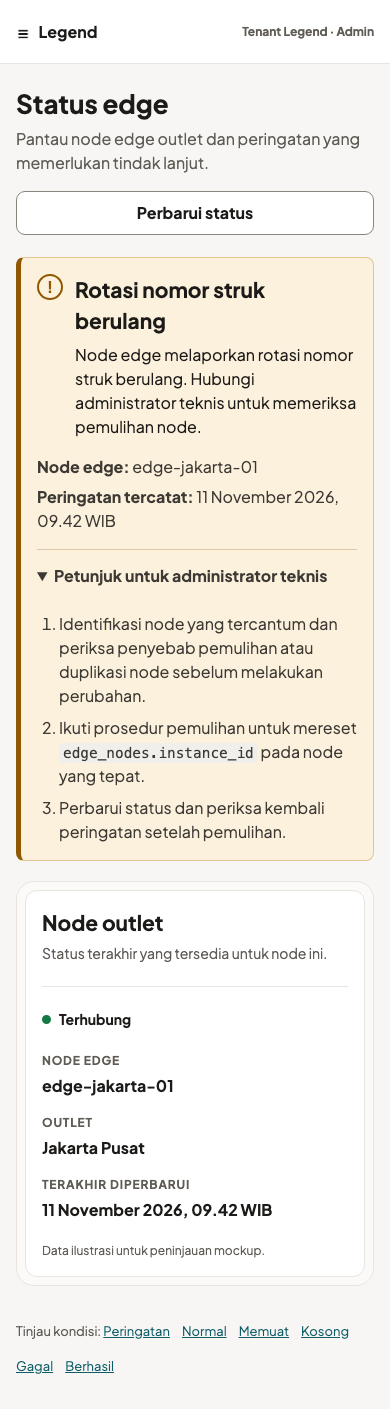 ≡ Legend
Tenant Legend · Admin
Status edge
Pantau node edge outlet dan peringatan yang
memerlukan tindak lanjut.
Perbarui status
!
Rotasi nomor struk
berulang
Node edge melaporkan rotasi nomor
struk berulang. Hubungi
administrator teknis untuk memeriksa
pemulihan node.
Node edge: edge-jakarta-01
Peringatan tercatat: 11 November 2026,
09.42 WIB
▼ Petunjuk untuk administrator teknis
1. Identifikasi node yang tercantum dan
periksa penyebab pemulihan atau
duplikasi node sebelum melakukan
perubahan.
2. Ikuti prosedur pemulihan untuk mereset
edge_nodes.instance_id pada node
yang tepat.
3. Perbarui status dan periksa kembali
peringatan setelah pemulihan.
Node outlet
Status terakhir yang tersedia untuk node ini.
Terhubung
NODE EDGE
edge-jakarta-01
OUTLET
Jakarta Pusat
TERAKHIR DIPERBARUI
11 November 2026, 09.42 WIB
Data ilustrasi untuk peninjauan mockup.
Tinjau kondisi: Peringatan Normal Memuat Kosong
Gagal Berhasil